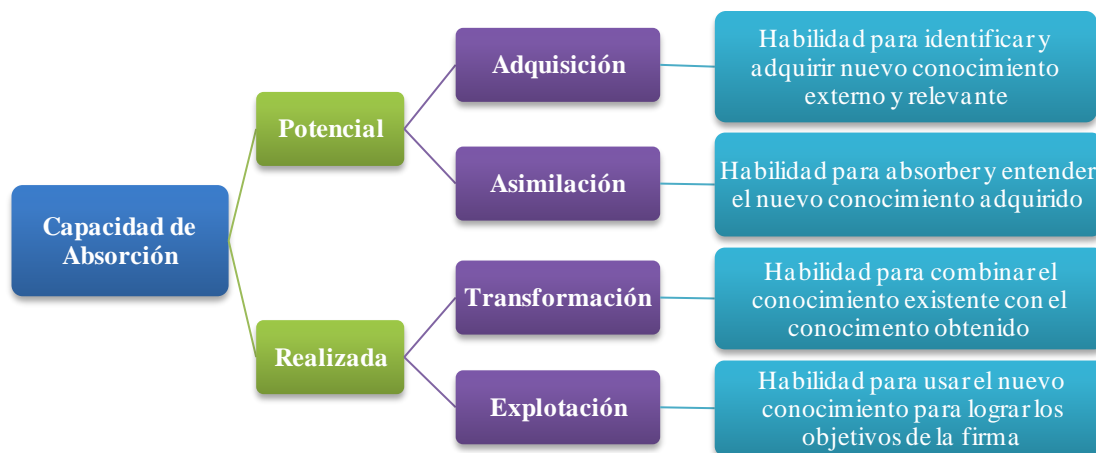 Capacidad de
Absorción
Potencial
Adquisición
Habilidad para identificar y
adquirir nuevo conocimiento
externo y relevante
Asimilación
Habilidad para absorber y entender
el nuevo conocimiento adquirido
Realizada
Transformación
Habilidad para combinar el
conocimiento existente con el
conocimento obtenido
Explotación
Habilidad para usar el nuevo
conocimiento para lograr los
objetivos de la firma